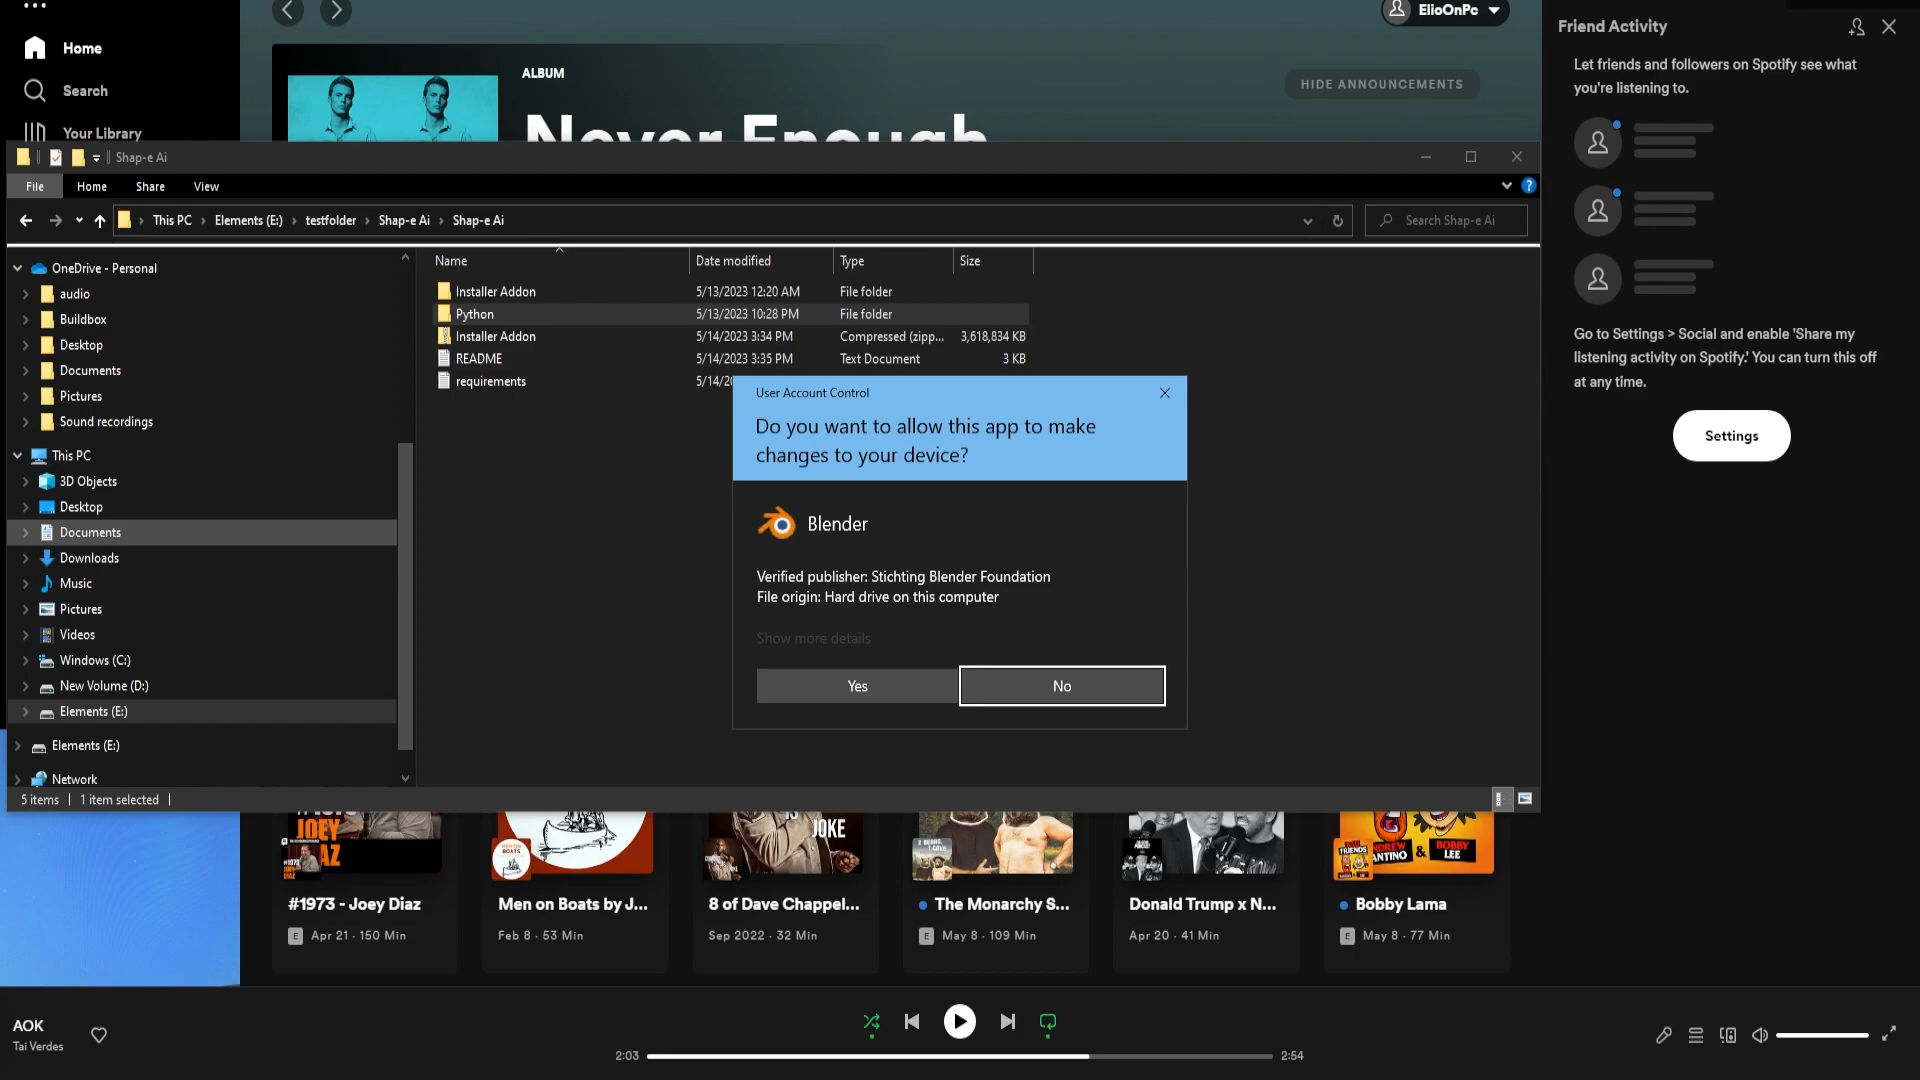 Home
Search
Your Library
ALBUM
Never Enough
HIDE ANNOUNCEMENTS
ElioOnPc
Friend Activity
Let friends and followers on Spotify see what
you're listening to.
Go to Settings > Social and enable 'Share my
listening activity on Spotify.' You can turn this off
at any time.
Settings
Shap-e Ai
File Home Share View
This PC > Elements (E:) > testfolder > Shap-e Ai > Shap-e Ai
Search Shap-e Ai
OneDrive - Personal
audio
Buildbox
Desktop
Documents
Pictures
Sound recordings
This PC
3D Objects
Desktop
Documents
Downloads
Music
Pictures
Videos
Windows (C:)
New Volume (D:)
Elements (E:)
Elements (E:)
Network
Name Date modified Type Size
Installer Addon 5/13/2023 12:20 AM File folder
Python 5/13/2023 10:28 PM File folder
Installer Addon 5/14/2023 3:34 PM Compressed (zipp... 3,618,834 KB
README 5/14/2023 3:35 PM Text Document 3 KB
requirements 5/14/20
User Account Control
Do you want to allow this app to make
changes to your device?
Blender
Verified publisher: Stichting Blender Foundation
File origin: Hard drive on this computer
Show more details
Yes No
5 items 1 item selected
JOEY
JOKE
BOBBY
LEE
#1973 - Joey Diaz
E Apr 21 · 150 Min
Men on Boats by J...
Feb 8 · 53 Min
8 of Dave Chappel...
Sep 2022 · 32 Min
The Monarchy S...
E May 8 · 109 Min
Donald Trump x N...
Apr 20 · 41 Min
Bobby Lama
E May 8 · 77 Min
AOK
Tai Verdes
2:03
2:54